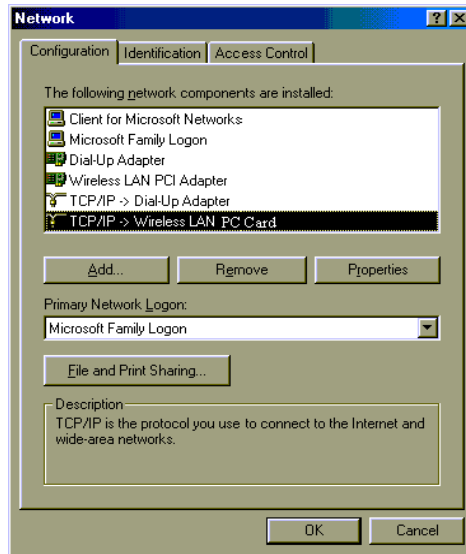 Network
Configuration Identification Access Control
The following network components are installed:
Client for Microsoft Networks
Microsoft Family Logon
Dial-Up Adapter
Wireless LAN PCI Adapter
TCP/IP -> Dial-Up Adapter
TCP/IP -> Wireless LAN PC Card
Add... Remove Properties
Primary Network Logon:
Microsoft Family Logon
File and Print Sharing...
Description
TCP/IP is the protocol you use to connect to the Internet and
wide-area networks.
OK Cancel